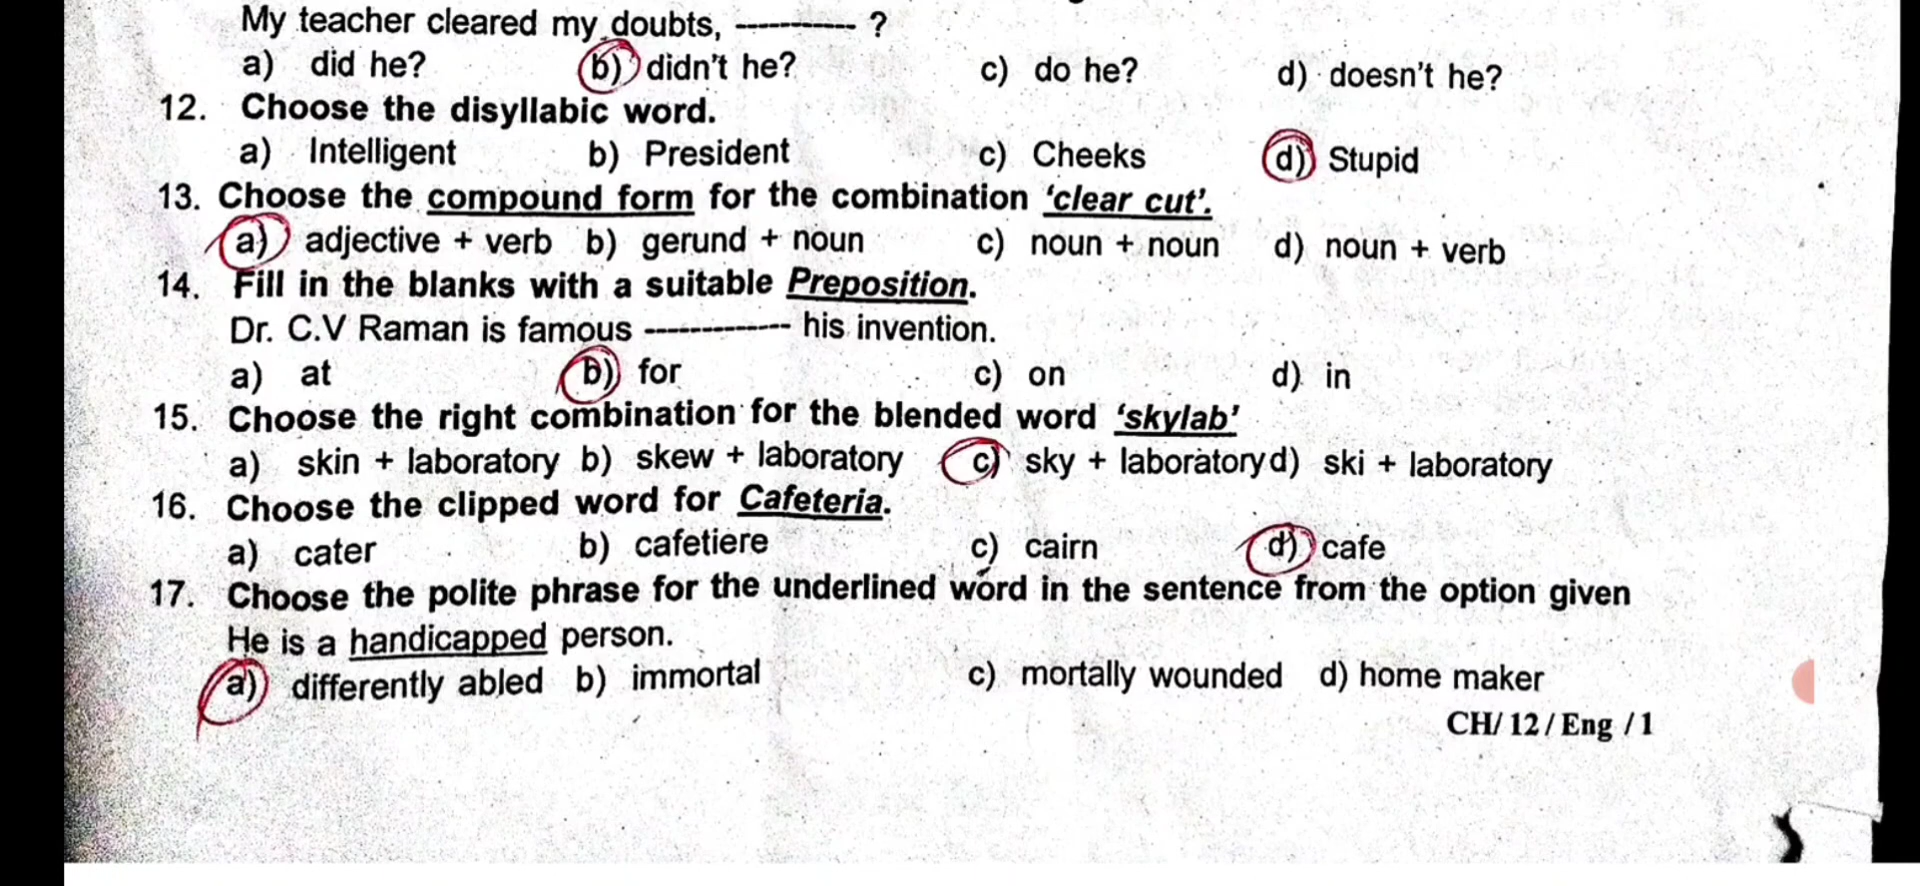 My teacher cleared my doubts, ------------ ?
a) did he? b) didn't he? c) do he? d) doesn't he?
12. Choose the disyllabic word.
a) Intelligent b) President c) Cheeks d) Stupid
13. Choose the compound form for the combination 'clear cut'.
a) adjective + verb b) gerund + noun c) noun + noun d) noun + verb
14. Fill in the blanks with a suitable Preposition.
Dr. C.V Raman is famous ------------- his invention.
a) at b) for c) on d) in
15. Choose the right combination for the blended word 'skylab'
a) skin + laboratory b) skew + laboratory c) sky + laboratory d) ski + laboratory
16. Choose the clipped word for Cafeteria.
a) cater b) cafetiere c) cairn d) cafe
17. Choose the polite phrase for the underlined word in the sentence from the option given
He is a handicapped person.
a) differently abled b) immortal c) mortally wounded d) home maker
CH/ 12 / Eng / 1